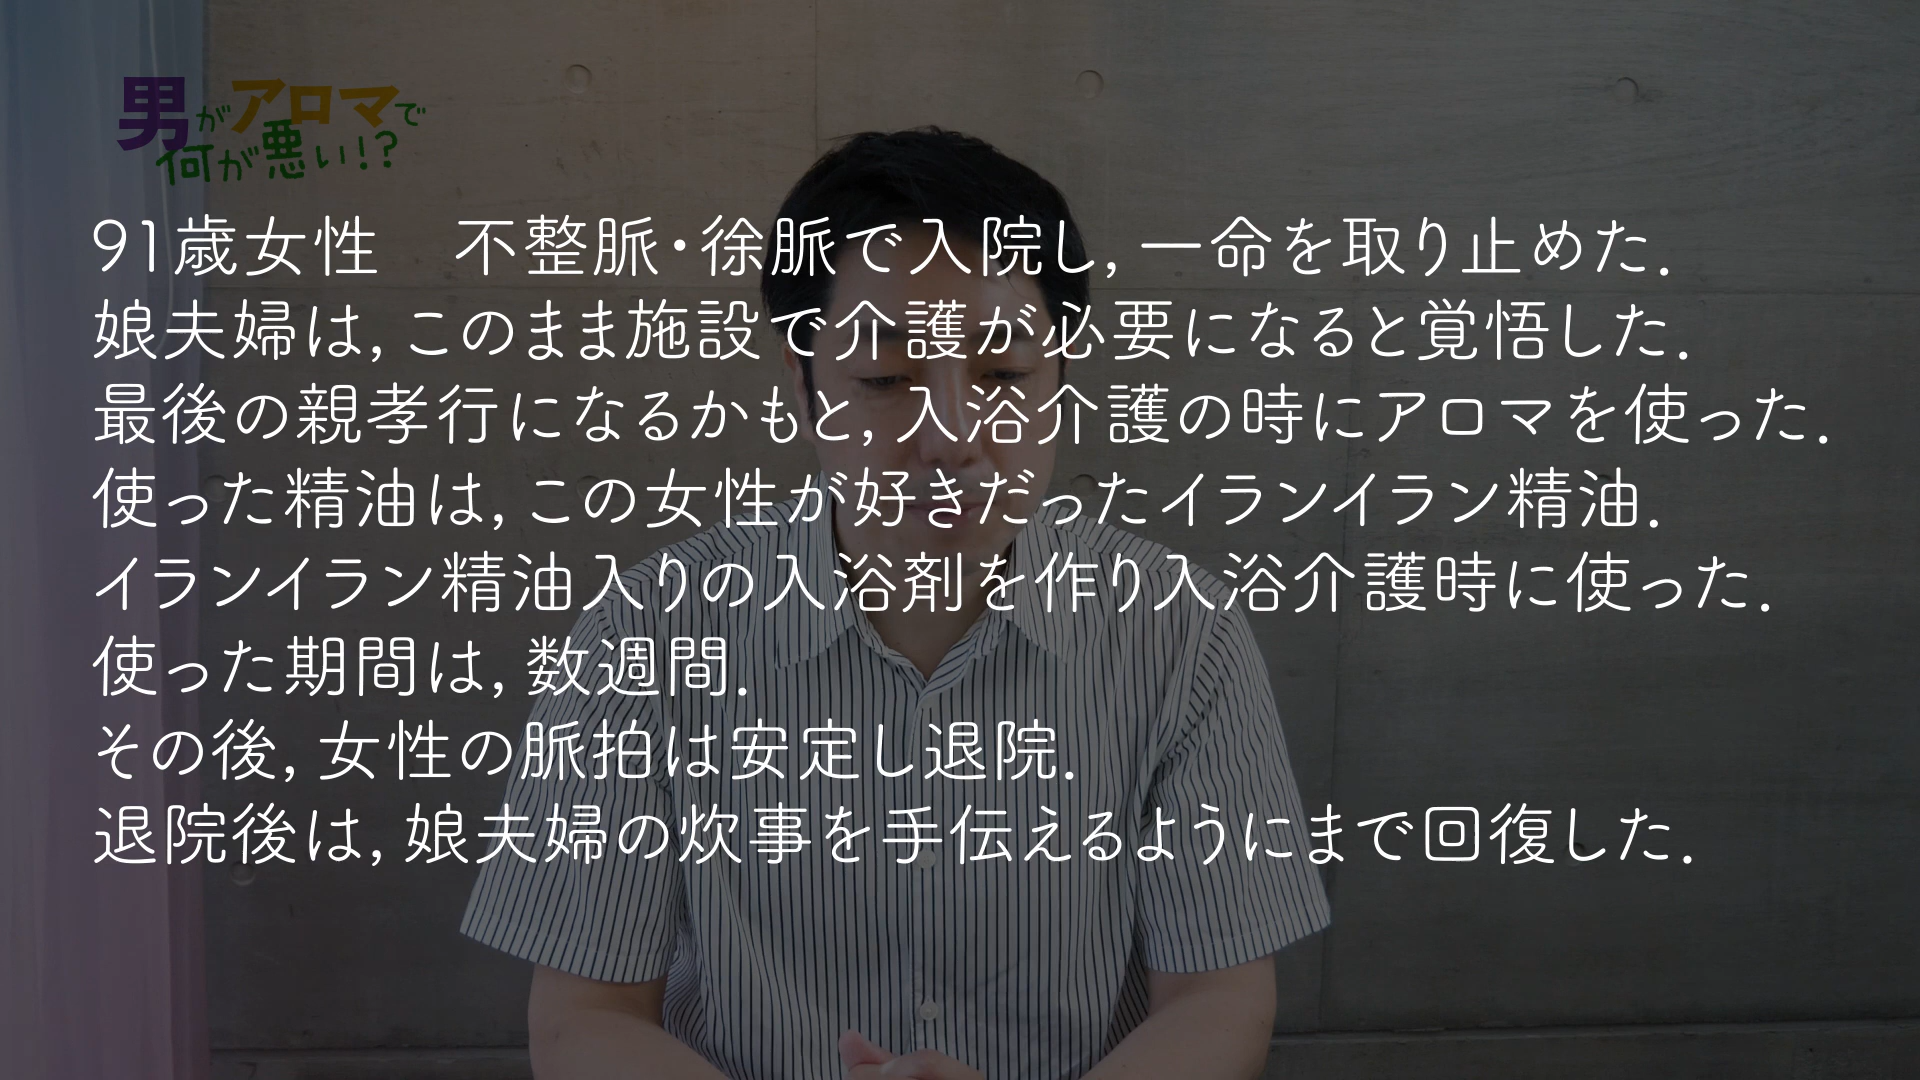 男がアロマで
何が悪い!?
91歳女性　不整脈・徐脈で入院し，一命を取り止めた．
娘夫婦は，このまま施設で介護が必要になると覚悟した．
最後の親孝行になるかもと，入浴介護の時にアロマを使った．
使った精油は，この女性が好きだったイランイラン精油．
イランイラン精油入りの入浴剤を作り入浴介護時に使った．
使った期間は，数週間．
その後，女性の脈拍は安定し退院．
退院後は，娘夫婦の炊事を手伝えるようにまで回復した．